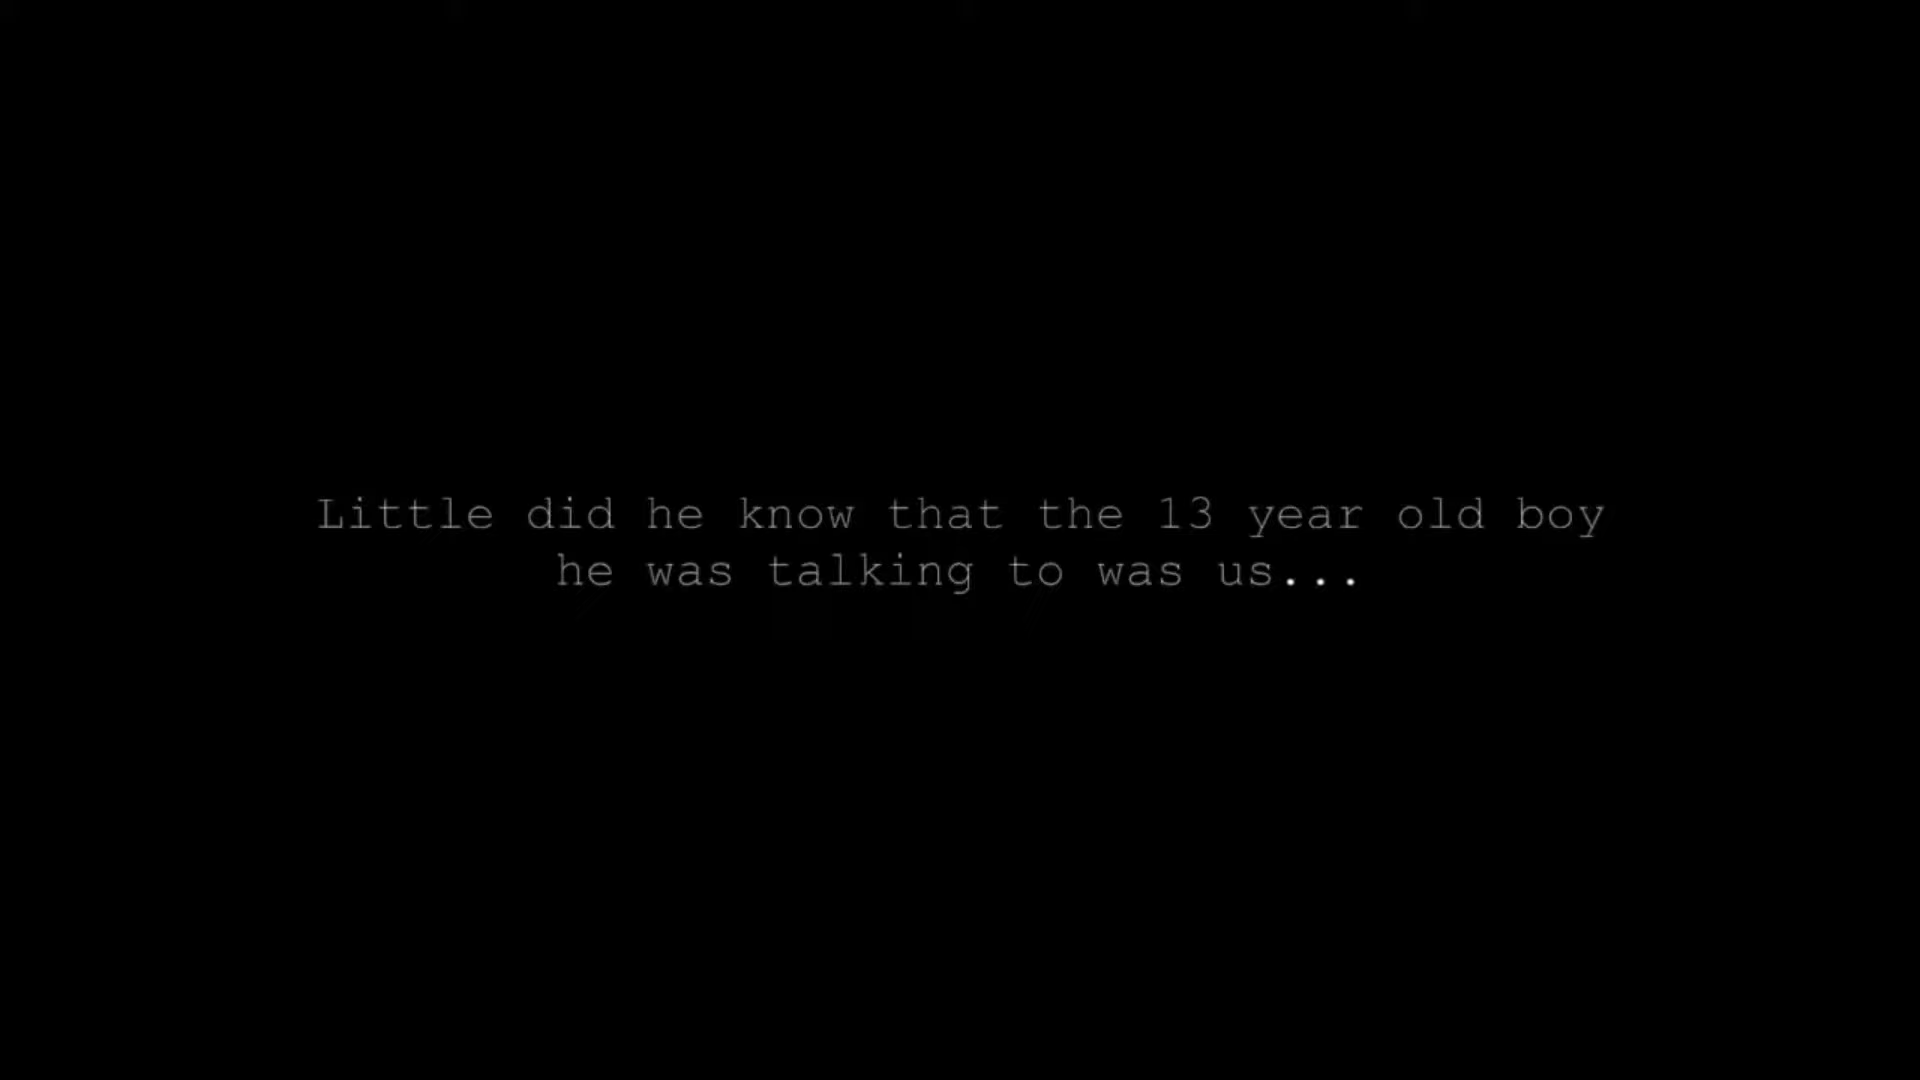 Little did he know that the 13 year old boy
he was talking to was us...